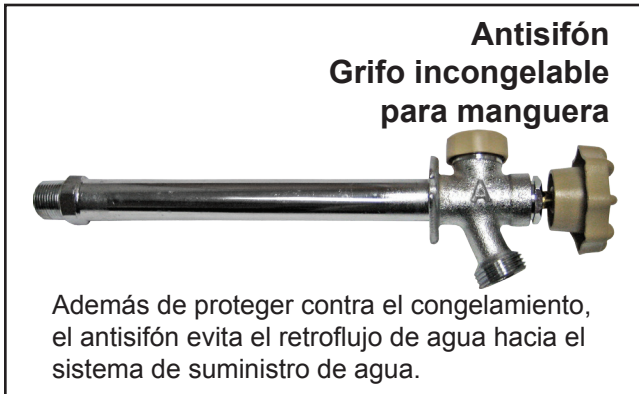 Antisifón
Grifo incongelable
para manguera
A
Además de proteger contra el congelamiento,
el antisifón evita el retroflujo de agua hacia el
sistema de suministro de agua.